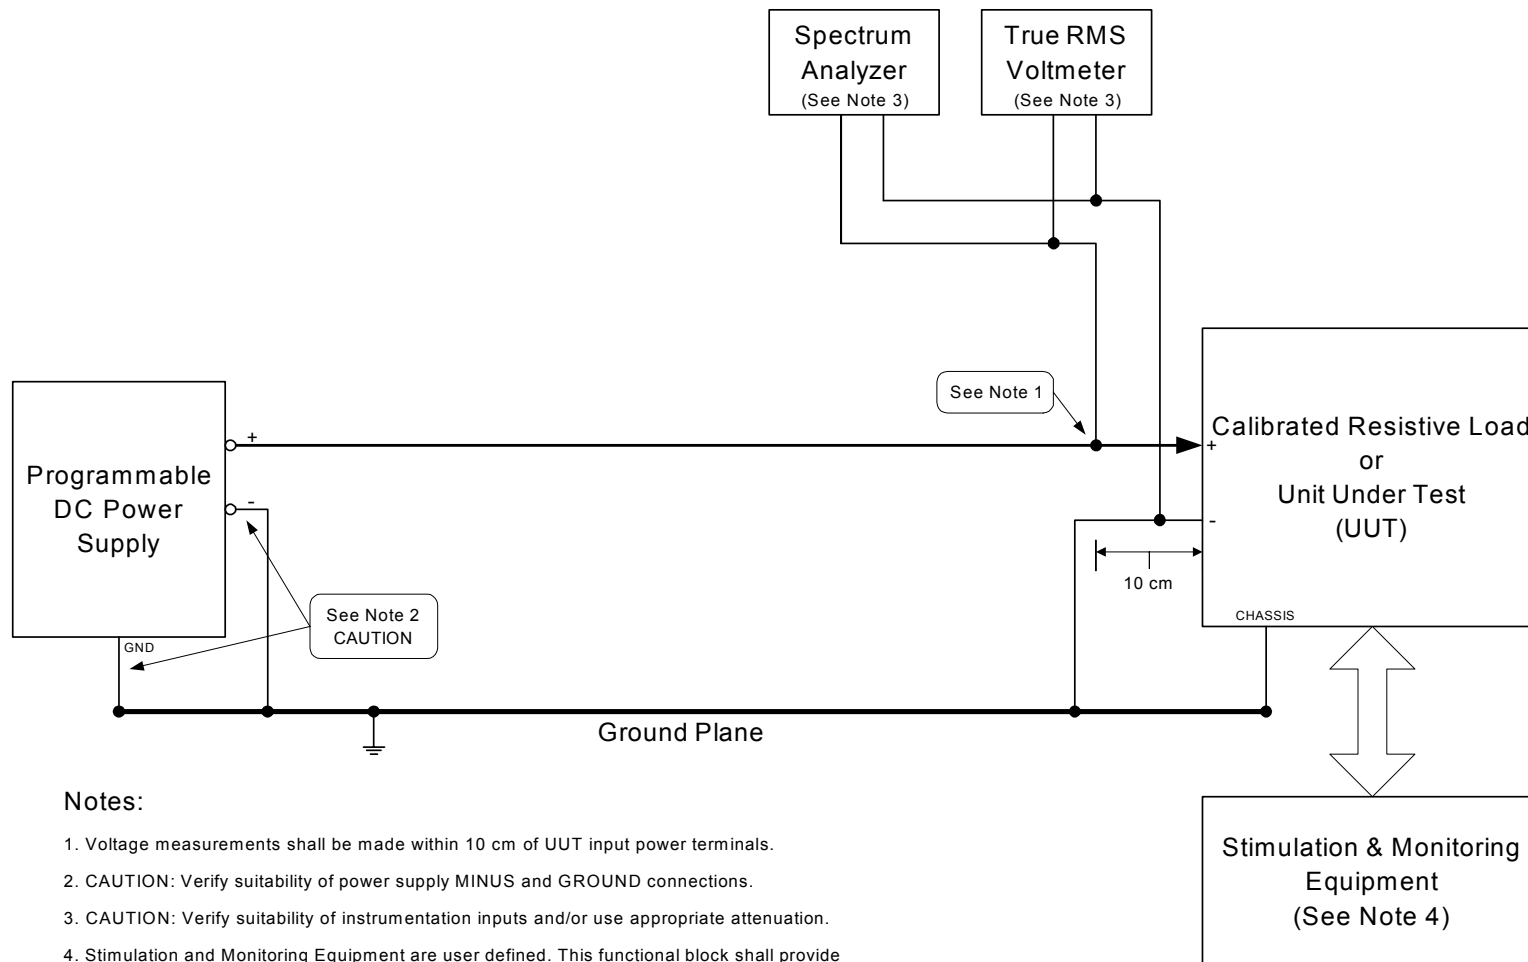 Spectrum
Analyzer
(See Note 3)
True RMS
Voltmeter
(See Note 3)
See Note 1
Programmable
DC Power
Supply
+
-
GND
See Note 2
CAUTION
Calibrated Resistive Load
or
Unit Under Test
(UUT)
+
-
10 cm
CHASSIS
Ground Plane
Stimulation & Monitoring
Equipment
(See Note 4)
Notes:
1. Voltage measurements shall be made within 10 cm of UUT input power terminals.
2. CAUTION: Verify suitability of power supply MINUS and GROUND connections.
3. CAUTION: Verify suitability of instrumentation inputs and/or use appropriate attenuation.
4. Stimulation and Monitoring Equipment are user defined. This functional block shall provide